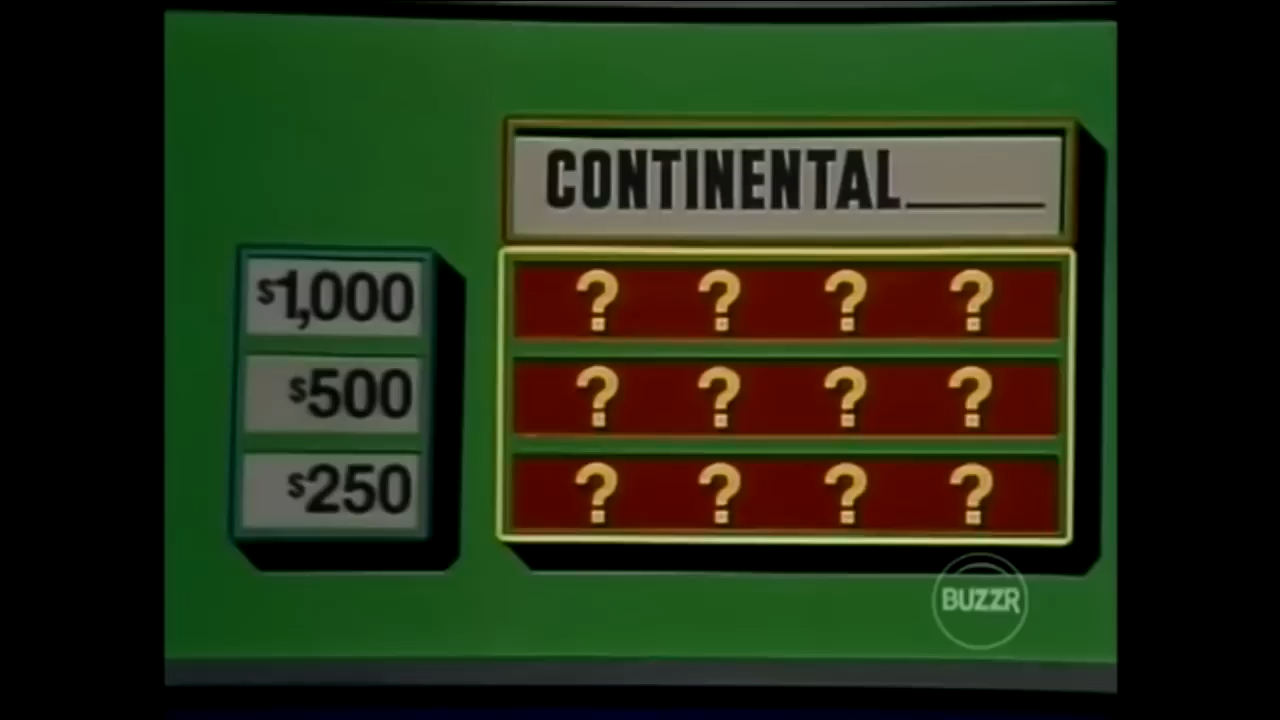 CONTINENTAL____
$1,000 ? ? ? ?
$500 ? ? ? ?
$250 ? ? ? ?
BUZZR